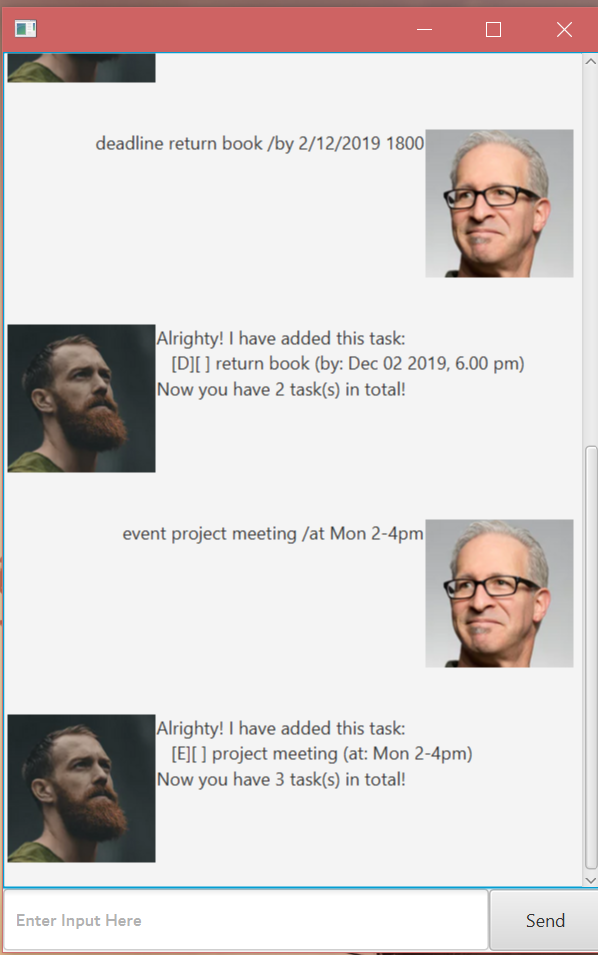 deadline return book /by 2/12/2019 1800
Alrighty! I have added this task:
[D][ ] return book (by: Dec 02 2019, 6.00 pm)
Now you have 2 task(s) in total!
event project meeting /at Mon 2-4pm
Alrighty! I have added this task:
[E][ ] project meeting (at: Mon 2-4pm)
Now you have 3 task(s) in total!
Enter Input Here
Send